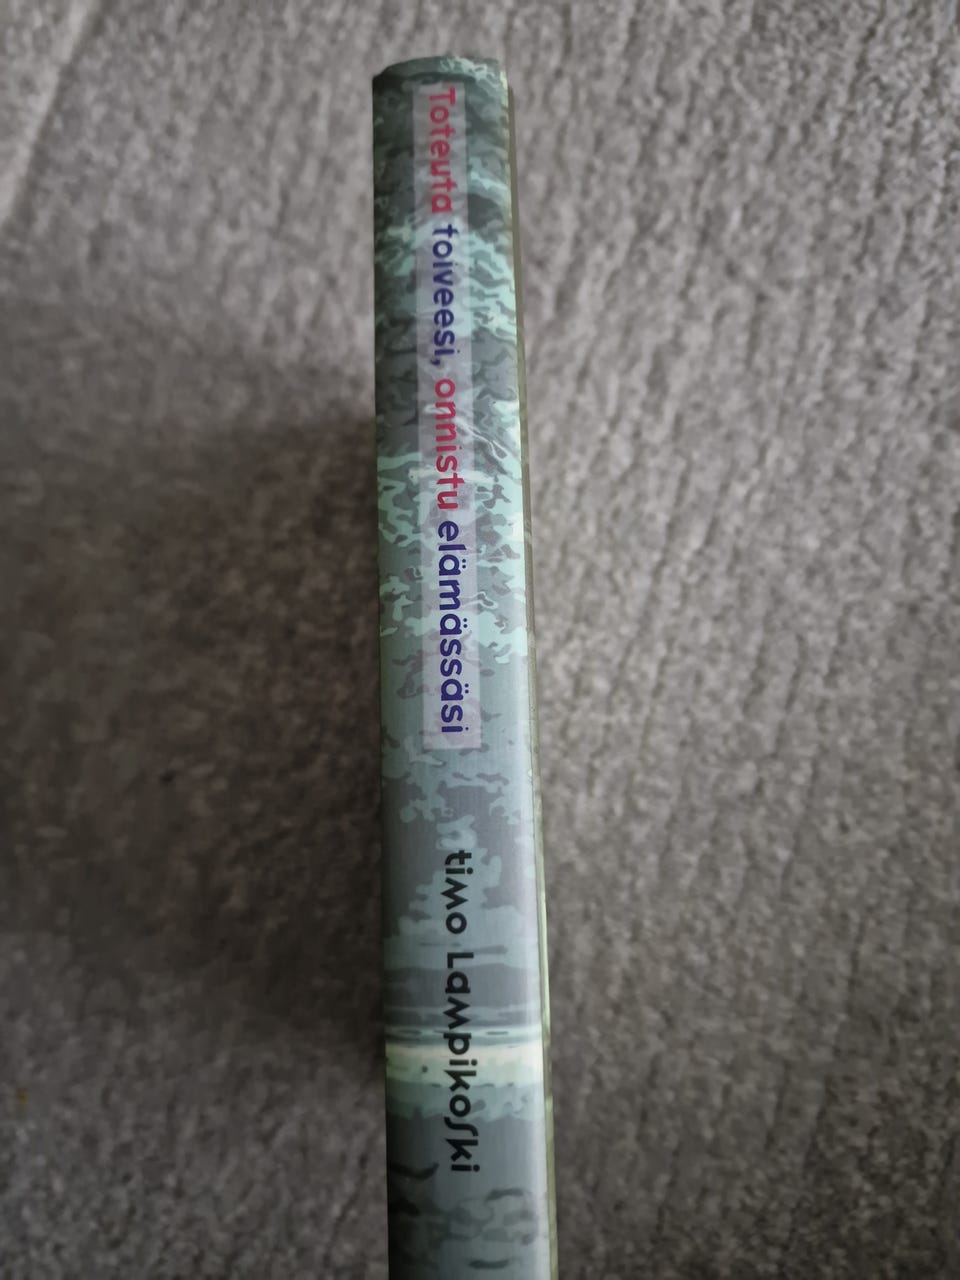 Toteuta toiveesi, onnistu elämässäsi
timo Lampikoski